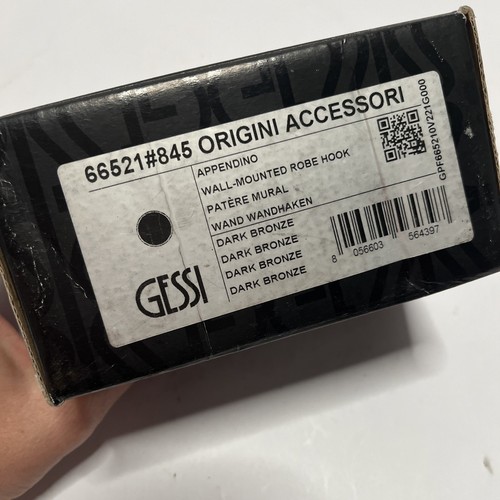 66521#845 ORIGINI ACCESSORI
APPENDINO
WALL-MOUNTED ROBE HOOK
PATÈRE MURAL
WAND WANDHAKEN
DARK BRONZE
DARK BRONZE
DARK BRONZE
DARK BRONZE
GESSI
8 056603 564397
GPF665210V221G000